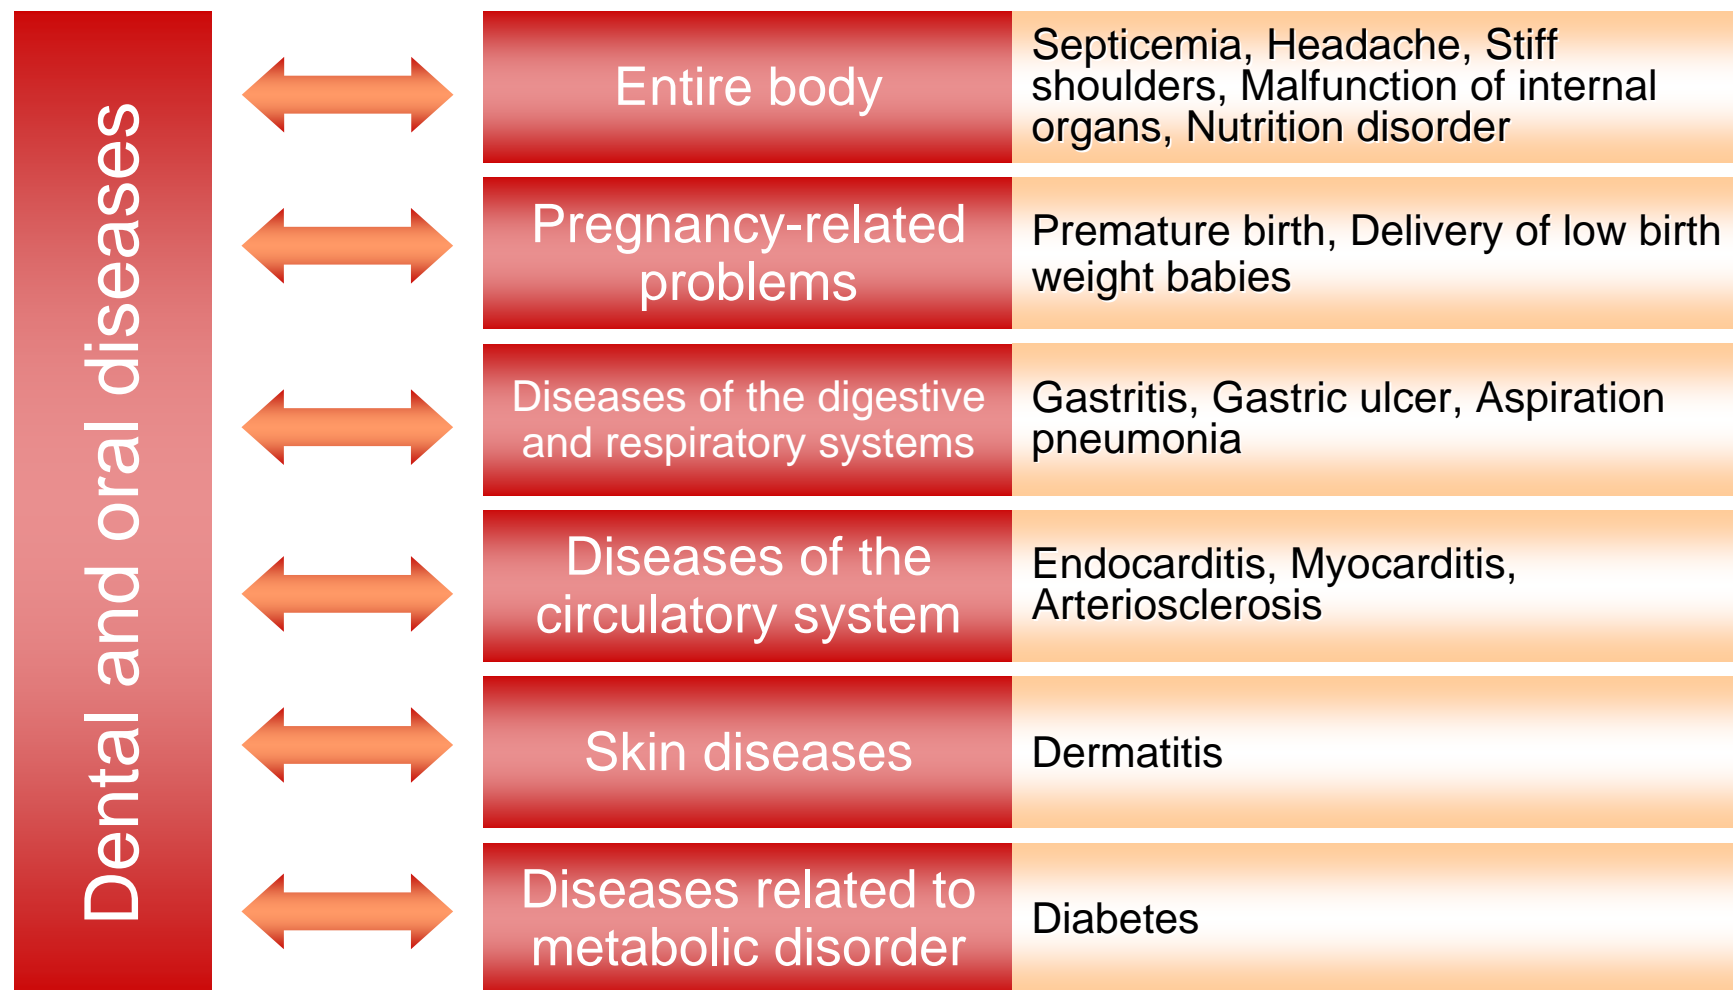 Dental and oral diseases
Entire body
Septicemia, Headache, Stiff
shoulders, Malfunction of internal
organs, Nutrition disorder
Pregnancy-related
problems
Premature birth, Delivery of low birth
weight babies
Diseases of the digestive
and respiratory systems
Gastritis, Gastric ulcer, Aspiration
pneumonia
Diseases of the
circulatory system
Endocarditis, Myocarditis,
Arteriosclerosis
Skin diseases
Dermatitis
Diseases related to
metabolic disorder
Diabetes